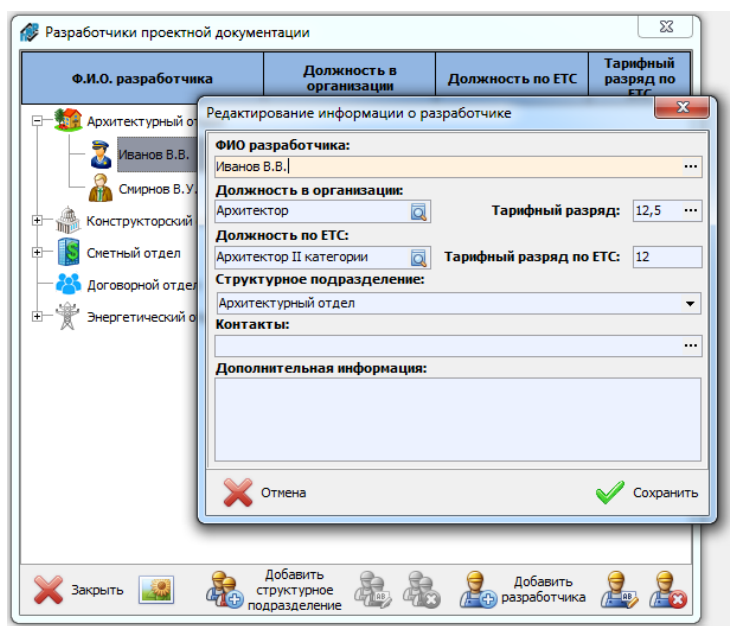 Разработчики проектной документации
Ф.И.О. разработчика
Должность в
организации
Должность по ЕТС
Тарифный
разряд по
ЕТС
Архитектурный от
Иванов В.В.
Смирнов В.У.
Конструкторский
Сметный отдел
Договорной отдел
Энергетический о
Редактирование информации о разработчике
ФИО разработчика:
Иванов В.В.
Должность в организации:
Архитектор
Тарифный разряд:
12,5
Должность по ЕТС:
Архитектор II категории
Тарифный разряд по ЕТС:
12
Структурное подразделение:
Архитектурный отдел
Контакты:
Дополнительная информация:
Отмена
Сохранить
Закрыть
Добавить
структурное
подразделение
Добавить
разработчика